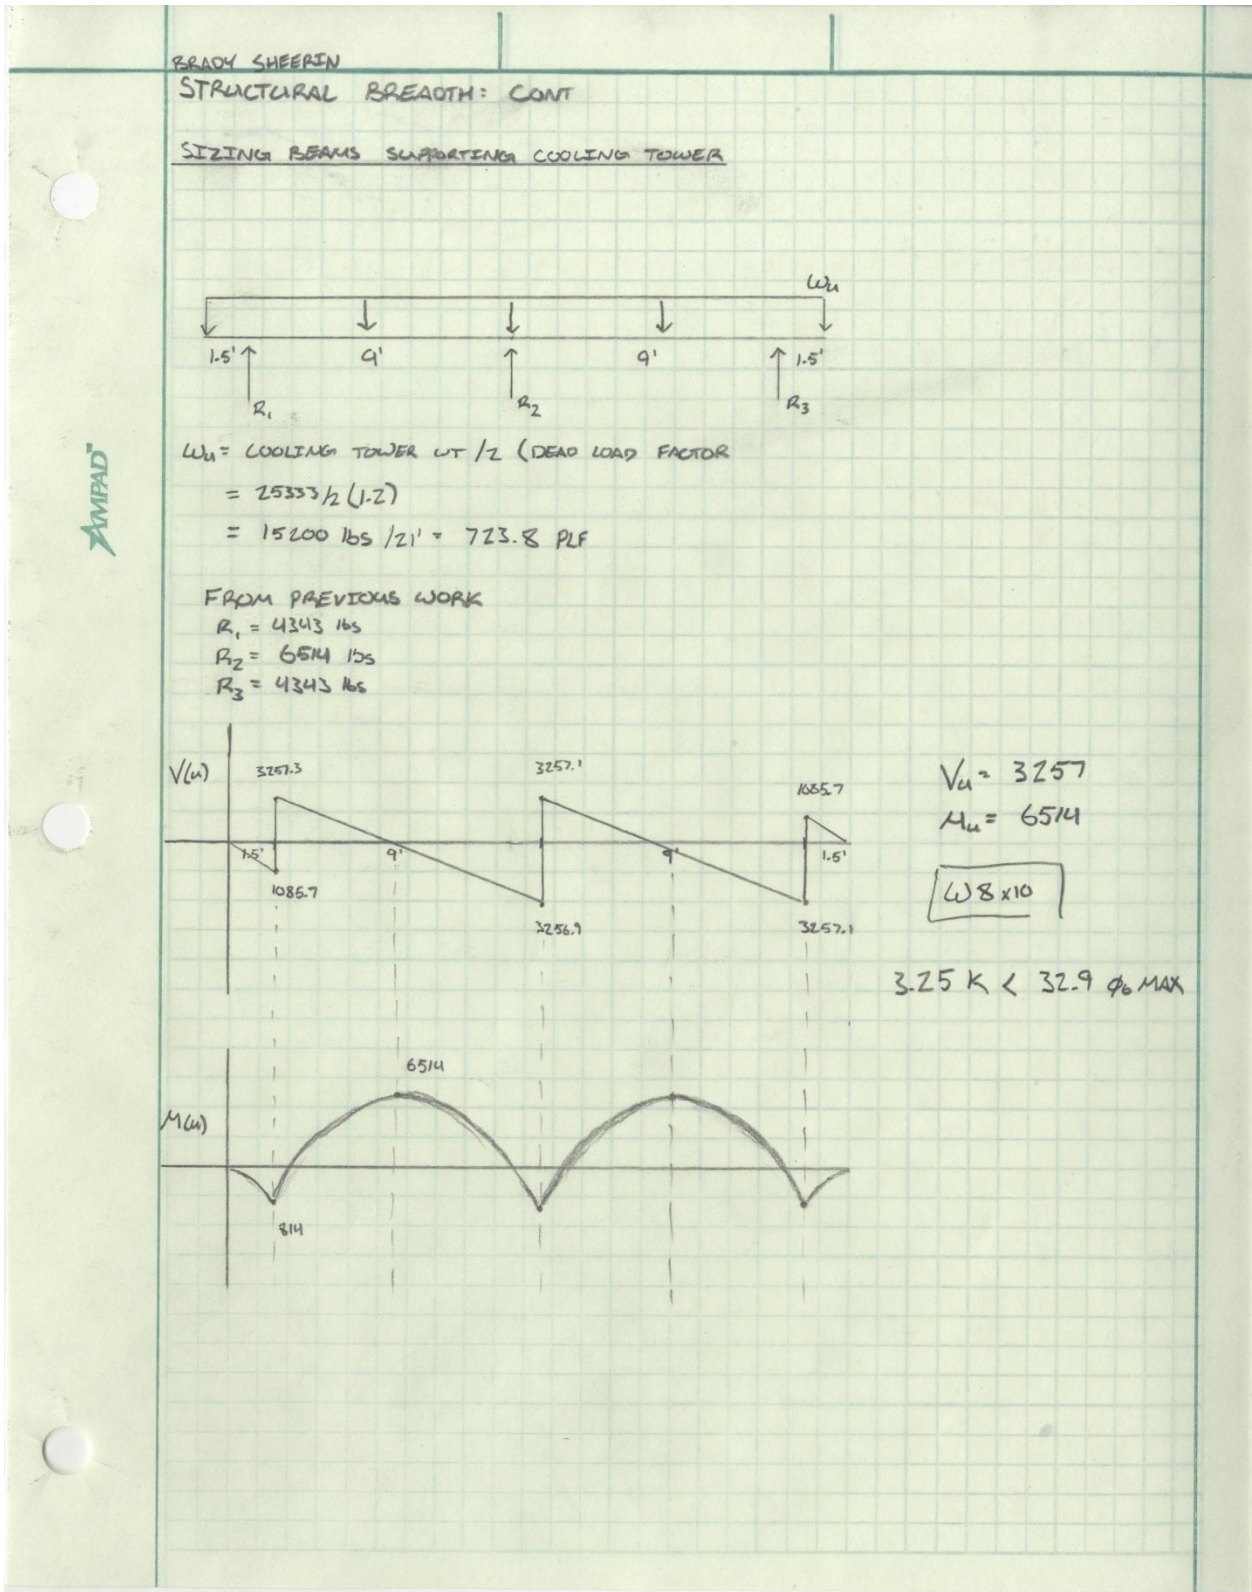 BRADY SHEERIN
STRUCTURAL BREADTH: CONT
SIZING BEAMS SUPPORTING COOLING TOWER
Wu
1.5' 9' 9' 1.5'
R1 R2 R3
Wu = COOLING TOWER WT /2 (DEAD LOAD FACTOR
= 25333/2 (1.2)
= 15200 lbs /21' = 723.8 PLF
AMPAD™
FROM PREVIOUS WORK
R1 = 4343 lbs
R2 = 6514 lbs
R3 = 4343 lbs
V(u) 3257.3 3257.1 1085.7
1.5' 9' 9' 1.5'
1085.7 3256.9 3257.1
Vu = 3257
Mu = 6514
W8x10
3.25 K < 32.9 φb MAX
6514
M(u)
814